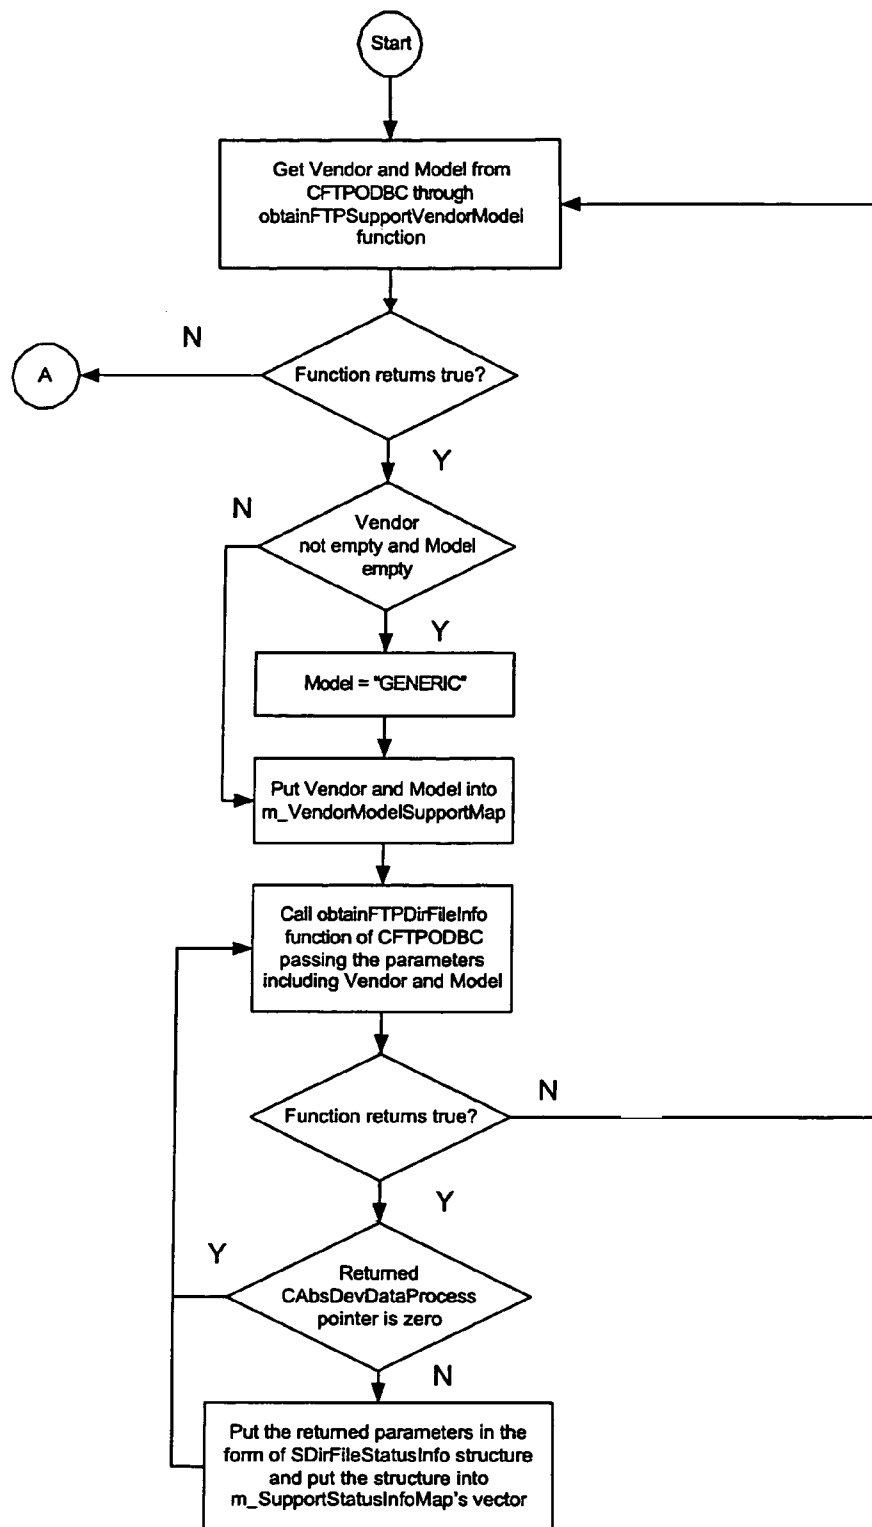 Start
Get Vendor and Model from
CFTPODBC through
obtainFTPSupportVendorModel
function
N
A
Function returns true?
Y
N
Vendor
not empty and Model
empty
Y
Model = "GENERIC"
Put Vendor and Model into
m_VendorModelSupportMap
Call obtainFTPDirFileInfo
function of CFTPODBC
passing the parameters
including Vendor and Model
N
Function returns true?
Y
Y
Returned
CAbsDevDataProcess
pointer is zero
N
Put the returned parameters in the
form of SDirFileStatusInfo structure
and put the structure into
m_SupportStatusInfoMap's vector